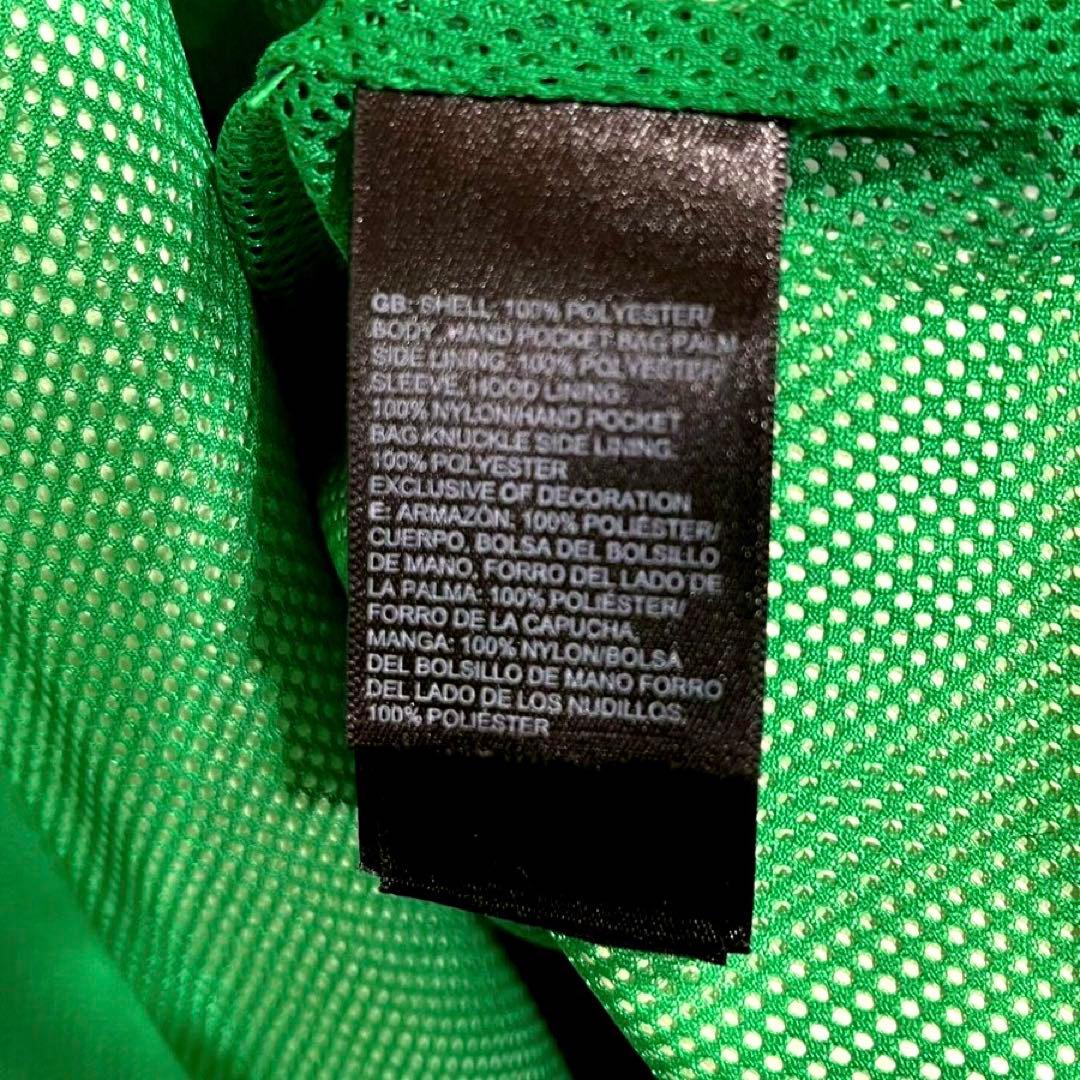 GB: SHELL: 100% POLYESTER/
BODY, HAND POCKET BAG PALM
SIDE LINING: 100% POLYESTER/
SLEEVE, HOOD LINING:
100% NYLON/HAND POCKET
BAG KNUCKLE SIDE LINING:
100% POLYESTER
EXCLUSIVE OF DECORATION
E: ARMAZÓN: 100% POLIÉSTER/
CUERPO, BOLSA DEL BOLSILLO
DE MANO, FORRO DEL LADO DE
LA PALMA: 100% POLIÉSTER/
FORRO DE LA CAPUCHA,
MANGA: 100% NYLON/BOLSA
DEL BOLSILLO DE MANO FORRO
DEL LADO DE LOS NUDILLOS:
100% POLIÉSTER